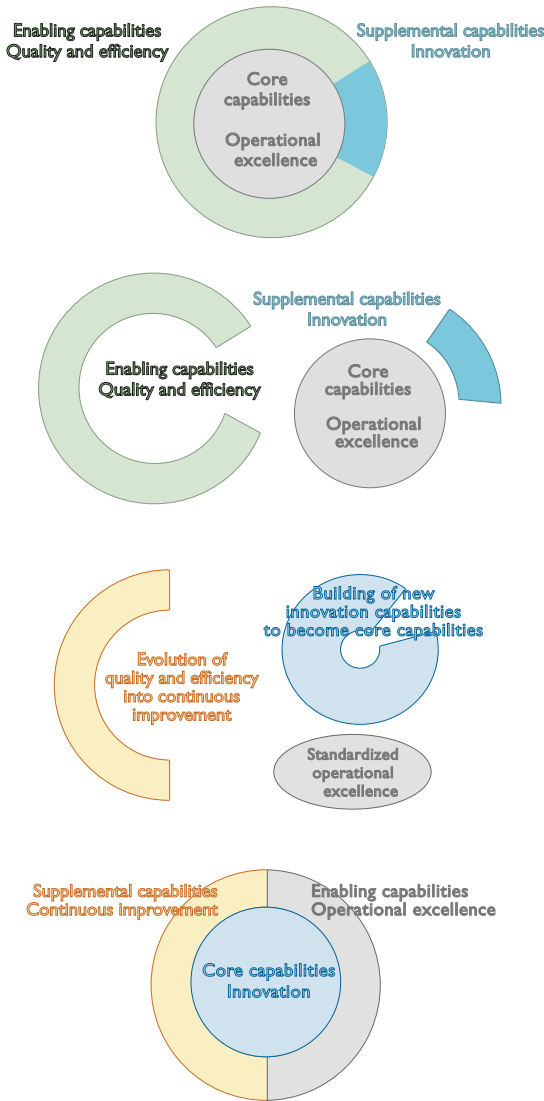 Enabling capabilities
Quality and efficiency
Supplemental capabilities
Innovation
Core
capabilities
Operational
excellence
Supplemental capabilities
Innovation
Enabling capabilities
Quality and efficiency
Core
capabilities
Operational
excellence
Building of new
innovation capabilities
to become core capabilities
Evolution of
quality and efficiency
into continuous
improvement
Standardized
operational
excellence
Supplemental capabilities
Continuous improvement
Enabling capabilities
Operational excellence
Core capabilities
Innovation